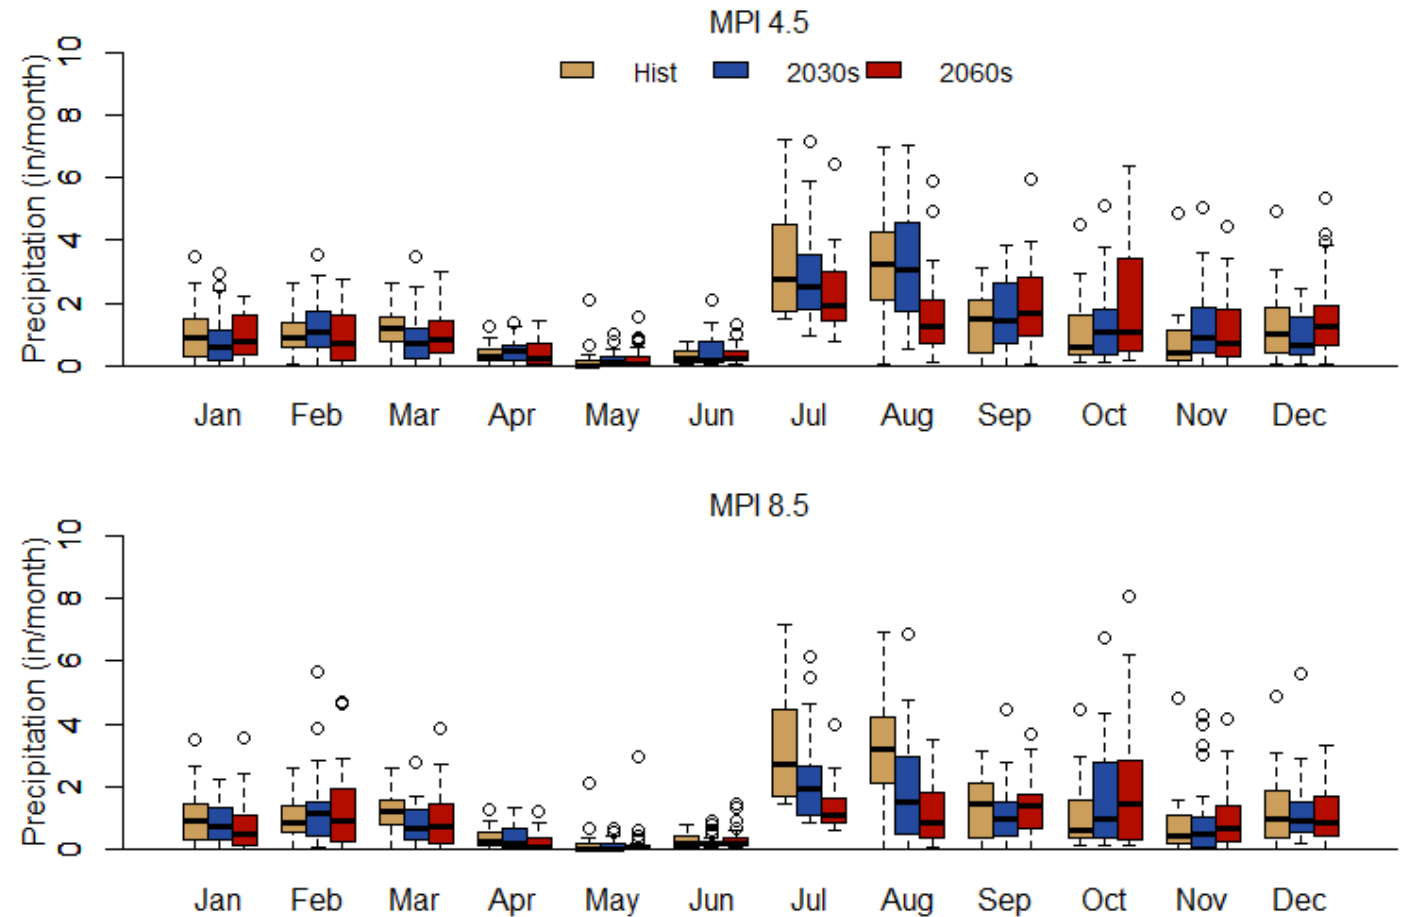 MPI 4.5
Hist 2030s 2060s
Precipitation (in/month)
10
8
6
4
2
0
Jan Feb Mar Apr May Jun Jul Aug Sep Oct Nov Dec
MPI 8.5
Precipitation (in/month)
10
8
6
4
2
0
Jan Feb Mar Apr May Jun Jul Aug Sep Oct Nov Dec